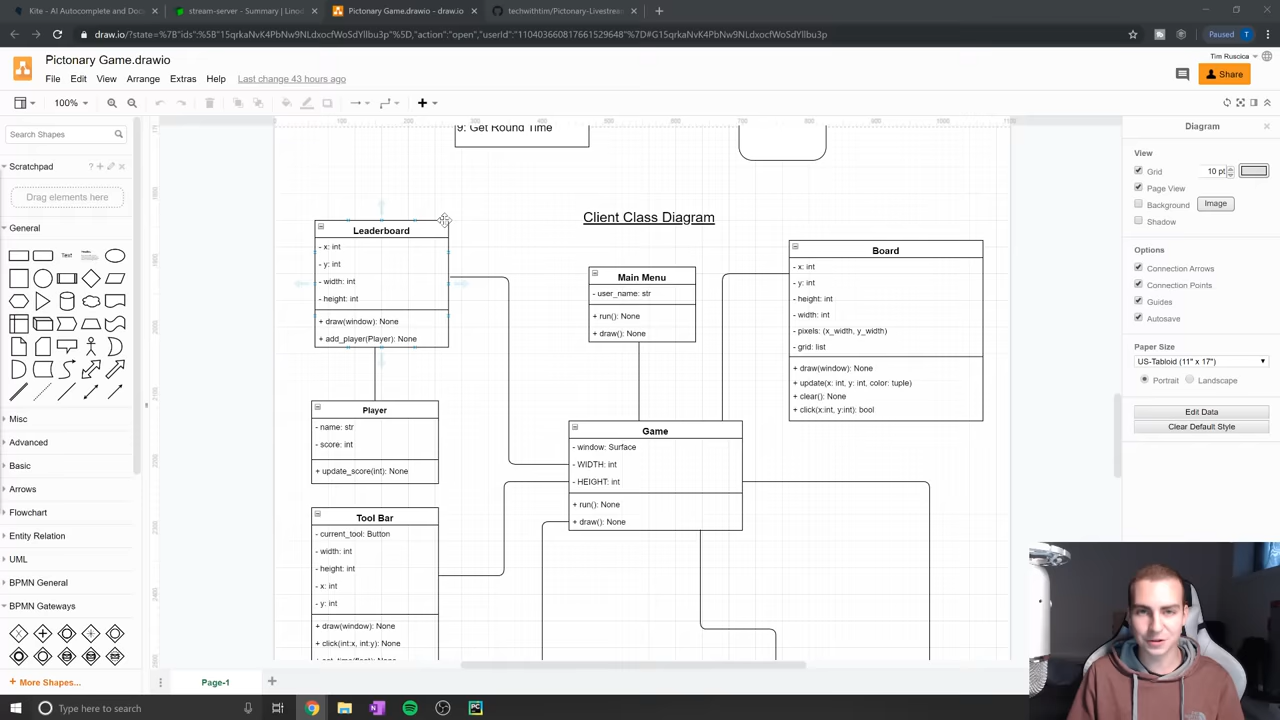 Kite - AI Autocomplete and Docs
stream-server - Summary | Linod
Pictonary Game.drawio - draw.io
techwithtim/Pictonary-Livestrea
draw.io/?state=%7B"ids"%3A%5B"15qrkaNvK4PbNw9NLdxocfWoSdYllbu3p"%5D,"action":"open","userId":"110403660817661529648"%7D#G15qrkaNvK4PbNw9NLdxocfWoSdYllbu3p
Paused
T
Pictonary Game.drawio
Tim Ruscica
File
Edit
View
Arrange
Extras
Help
Last change 43 hours ago
Share
100%
Search Shapes
Scratchpad
Drag elements here
General
Text
Misc
Advanced
Basic
Arrows
Flowchart
Entity Relation
UML
BPMN General
BPMN Gateways
+ More Shapes...
9: Get Round Time
Client Class Diagram
Leaderboard
- x: int
- y: int
- width: int
- height: int
+ draw(window): None
+ add_player(Player): None
Player
- name: str
- score: int
+ update_score(int): None
Tool Bar
- current_tool: Button
- width: int
- height: int
- x: int
- y: int
+ draw(window): None
+ click(int:x, int:y): None
Main Menu
- user_name: str
+ run(): None
+ draw(): None
Game
- window: Surface
- WIDTH: int
- HEIGHT: int
+ run(): None
+ draw(): None
Board
- x: int
- y: int
- height: int
- width: int
- pixels: (x_width, y_width)
- grid: list
+ draw(window): None
+ update(x: int, y: int, color: tuple)
+ clear(): None
+ click(x:int, y:int): bool
Diagram
View
Grid
10 pt
Page View
Background
Image
Shadow
Options
Connection Arrows
Connection Points
Guides
Autosave
Paper Size
US-Tabloid (11" x 17")
Portrait
Landscape
Edit Data
Clear Default Style
Page-1
Type here to search